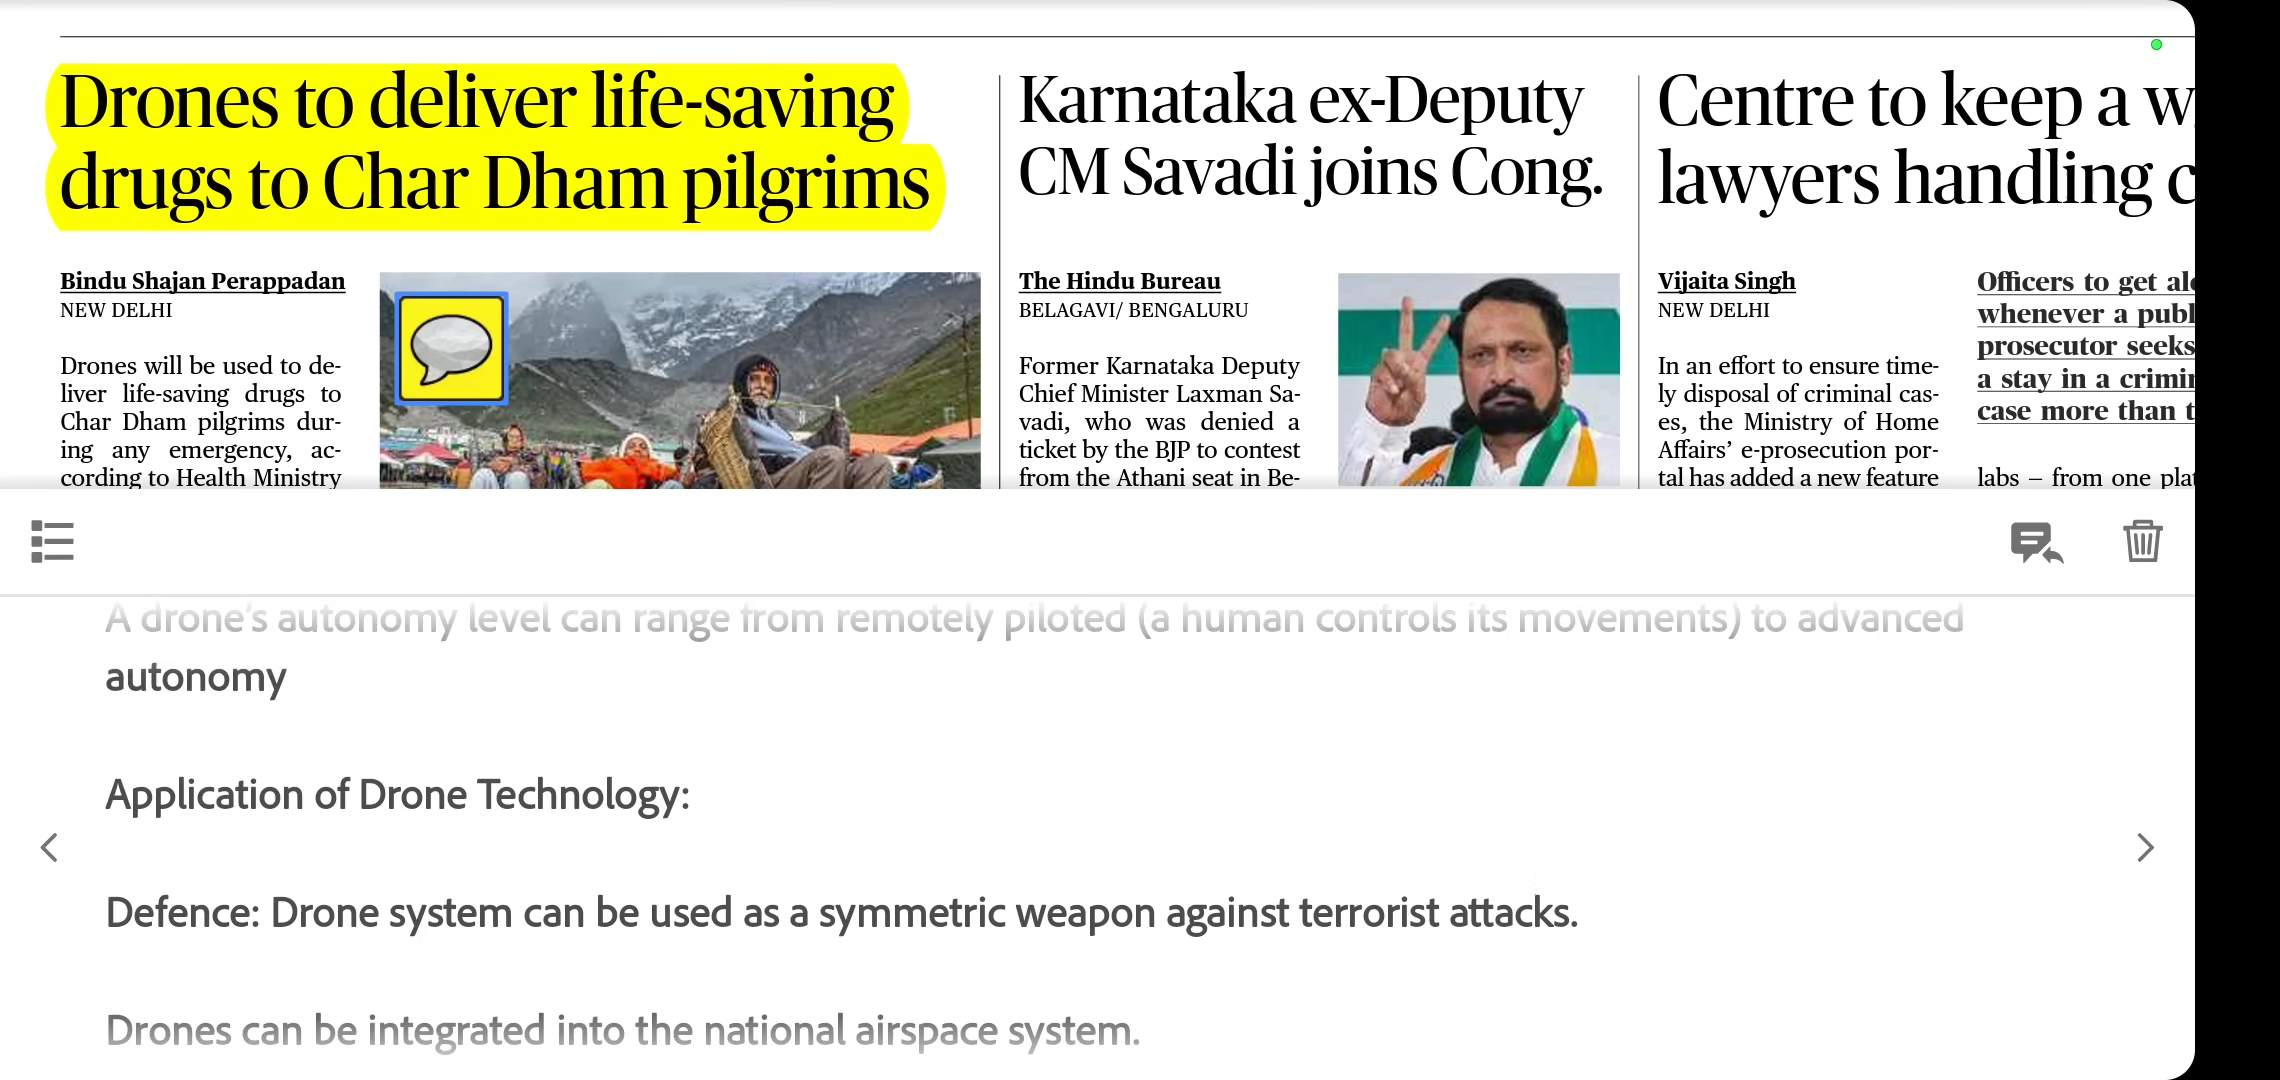 Drones to deliver life-saving
drugs to Char Dham pilgrims
Bindu Shajan Perappadan
NEW DELHI
Drones will be used to de-
liver life-saving drugs to
Char Dham pilgrims dur-
ing any emergency, ac-
cording to Health Ministry
Karnataka ex-Deputy
CM Savadi joins Cong.
The Hindu Bureau
BELAGAVI/ BENGALURU
Former Karnataka Deputy
Chief Minister Laxman Sa-
vadi, who was denied a
ticket by the BJP to contest
from the Athani seat in Be-
Centre to keep a
lawyers handling
Vijaita Singh
NEW DELHI
In an effort to ensure time-
ly disposal of criminal cas-
es, the Ministry of Home
Affairs’ e-prosecution por-
tal has added a new feature
Officers to get
whenever a
prosecutor seeks
a stay in a
case more than
labs – from one
A drone's autonomy level can range from remotely piloted (a human controls its movements) to advanced
autonomy
Application of Drone Technology:
Defence: Drone system can be used as a symmetric weapon against terrorist attacks.
Drones can be integrated into the national airspace system.